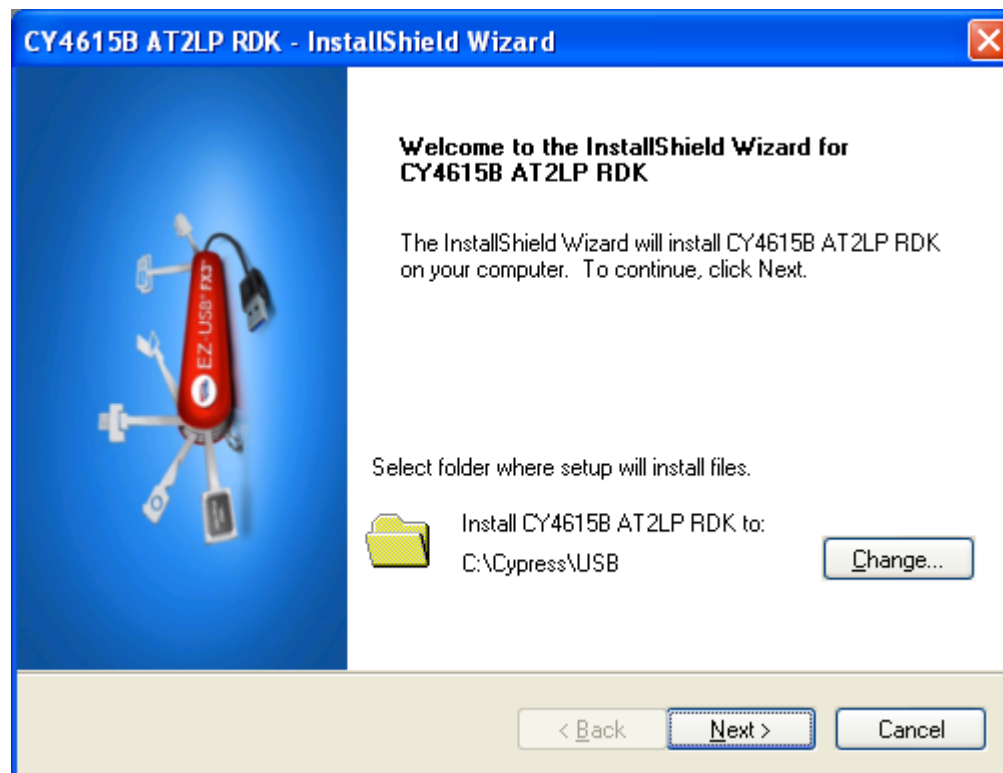 CY4615B AT2LP RDK - InstallShield Wizard
Welcome to the InstallShield Wizard for
CY4615B AT2LP RDK
The InstallShield Wizard will install CY4615B AT2LP RDK
on your computer. To continue, click Next.
EZ-USB® FX3™
Select folder where setup will install files.
Install CY4615B AT2LP RDK to:
C:\Cypress\USB
Change...
< Back
Next >
Cancel